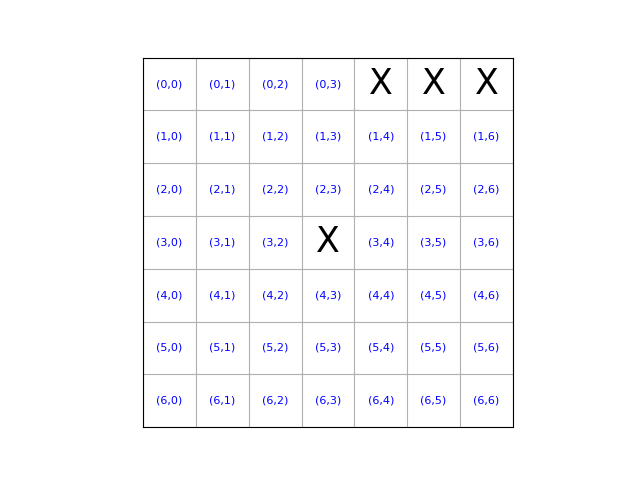 (0,0) (0,1) (0,2) (0,3) X X X
(1,0) (1,1) (1,2) (1,3) (1,4) (1,5) (1,6)
(2,0) (2,1) (2,2) (2,3) (2,4) (2,5) (2,6)
(3,0) (3,1) (3,2) X (3,4) (3,5) (3,6)
(4,0) (4,1) (4,2) (4,3) (4,4) (4,5) (4,6)
(5,0) (5,1) (5,2) (5,3) (5,4) (5,5) (5,6)
(6,0) (6,1) (6,2) (6,3) (6,4) (6,5) (6,6)